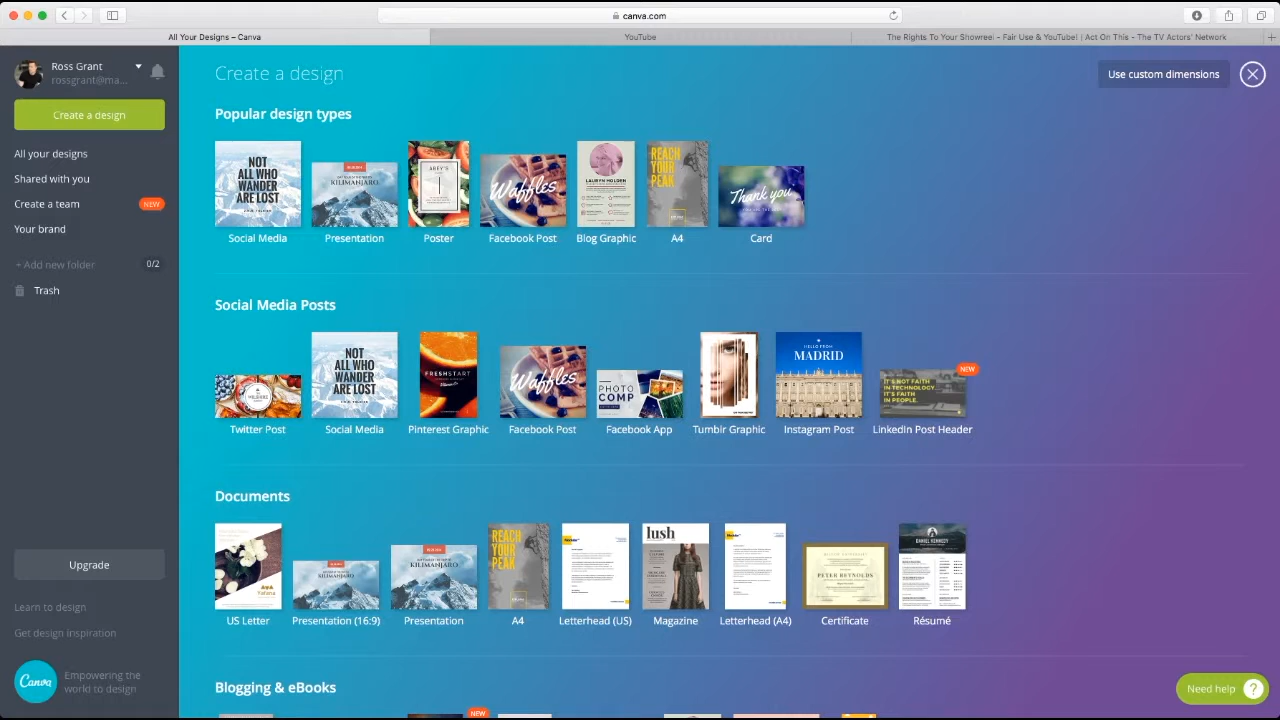 canva.com
All Your Designs – Canva
YouTube
The Rights To Your Showreel - Fair Use & YouTube! | Act On This - The TV Actors' Network
Ross Grant
rossgrant@ma...
Create a design
All your designs
Shared with you
Create a team
NEW
Your brand
+ Add new folder
0/2
Trash
Upgrade
Learn to design
Get design inspiration
Canva
Empowering the
world to design
Create a design
Use custom dimensions
Popular design types
NOT
ALL WHO
WANDER
ARE LOST
KILIMANJARO
ABEY'S
Waffles
LAURYN HOLDEN
REACH
YOUR
PEAK
Thank you
Social Media
Presentation
Poster
Facebook Post
Blog Graphic
A4
Card
Social Media Posts
NOT
ALL WHO
WANDER
ARE LOST
FRESHSTART
Waffles
PHOTO
COMP
HELLO FROM
MADRID
NEW
IT'S NOT FAITH
IN TECHNOLOGY.
IT'S FAITH
IN PEOPLE.
Twitter Post
Social Media
Pinterest Graphic
Facebook Post
Facebook App
Tumblr Graphic
Instagram Post
LinkedIn Post Header
Documents
KILIMANJARO
KILIMANJARO
REACH
YOUR
PEAK
lush
PETER REYNOLDS
DANIEL KENNEDY
US Letter
Presentation (16:9)
Presentation
A4
Letterhead (US)
Magazine
Letterhead (A4)
Certificate
Résumé
Blogging & eBooks
NEW
Need help
?